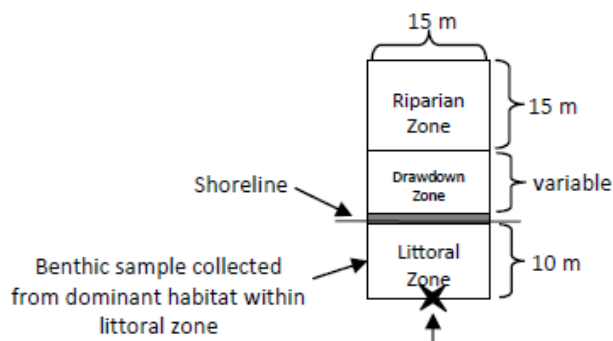 15 m
Riparian
Zone
15 m
Drawdown
Zone
variable
Shoreline
Littoral
Zone
10 m
Benthic sample collected
from dominant habitat within
littoral zone